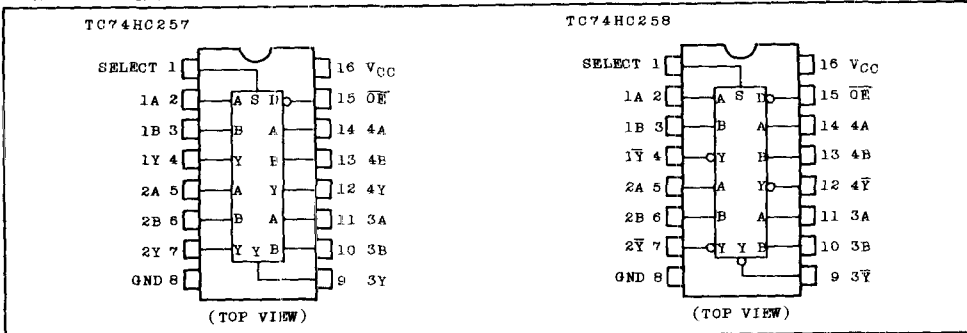 TC74HC257
SELECT 1
1A 2
1B 3
1Y 4
2A 5
2B 6
2Y 7
GND 8
A S D
B A
Y B
A Y
B A
Y Y B
16 VCC
15 O̅E̅
14 4A
13 4B
12 4Y
11 3A
10 3B
9 3Y
(TOP VIEW)
TC74HC258
SELECT 1
1A 2
1B 3
1Y̅ 4
2A 5
2B 6
2Y̅ 7
GND 8
A S D
B A
Y B
A Y
B A
Y Y B
16 VCC
15 O̅E̅
14 4A
13 4B
12 4Y̅
11 3A
10 3B
9 3Y̅
(TOP VIEW)